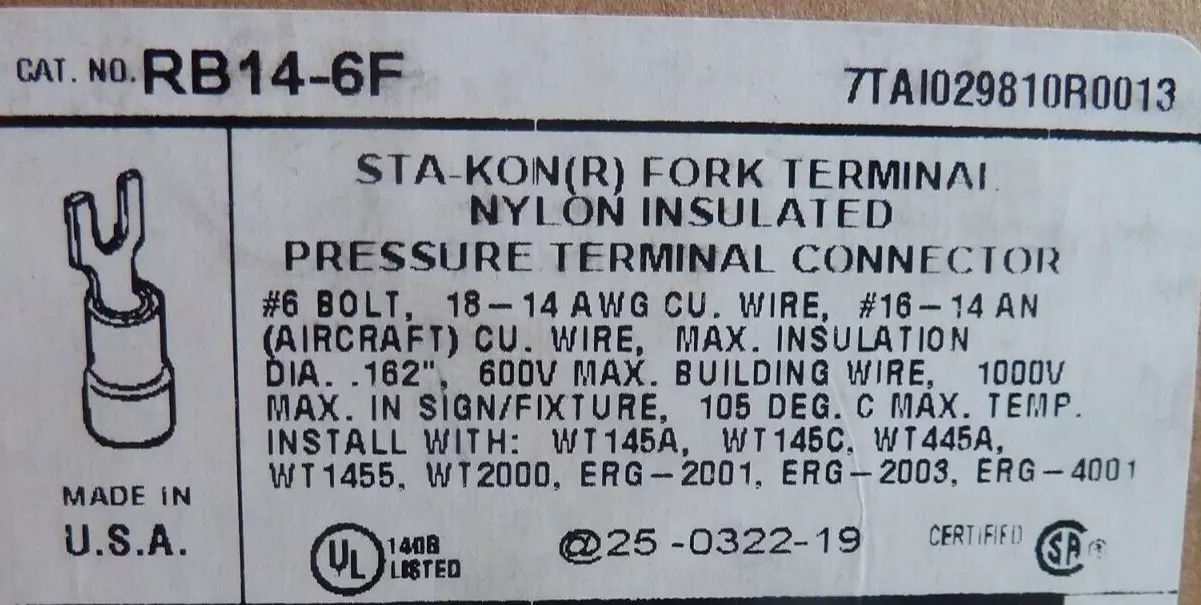 CAT. NO. RB14-6F
7TAI029810R0013
STA-KON(R) FORK TERMINAL
NYLON INSULATED
PRESSURE TERMINAL CONNECTOR
#6 BOLT, 18-14 AWG CU. WIRE, #16-14 AN
(AIRCRAFT) CU. WIRE, MAX. INSULATION
DIA. .162", 600V MAX. BUILDING WIRE, 1000V
MAX. IN SIGN/FIXTURE, 105 DEG. C MAX. TEMP.
INSTALL WITH: WT145A, WT145C, WT445A,
WT1455, WT2000, ERG-2001, ERG-2003, ERG-4001
MADE IN
U.S.A.
UL 140B
LISTED
@25-0322-19
CERTIFIED SA ®